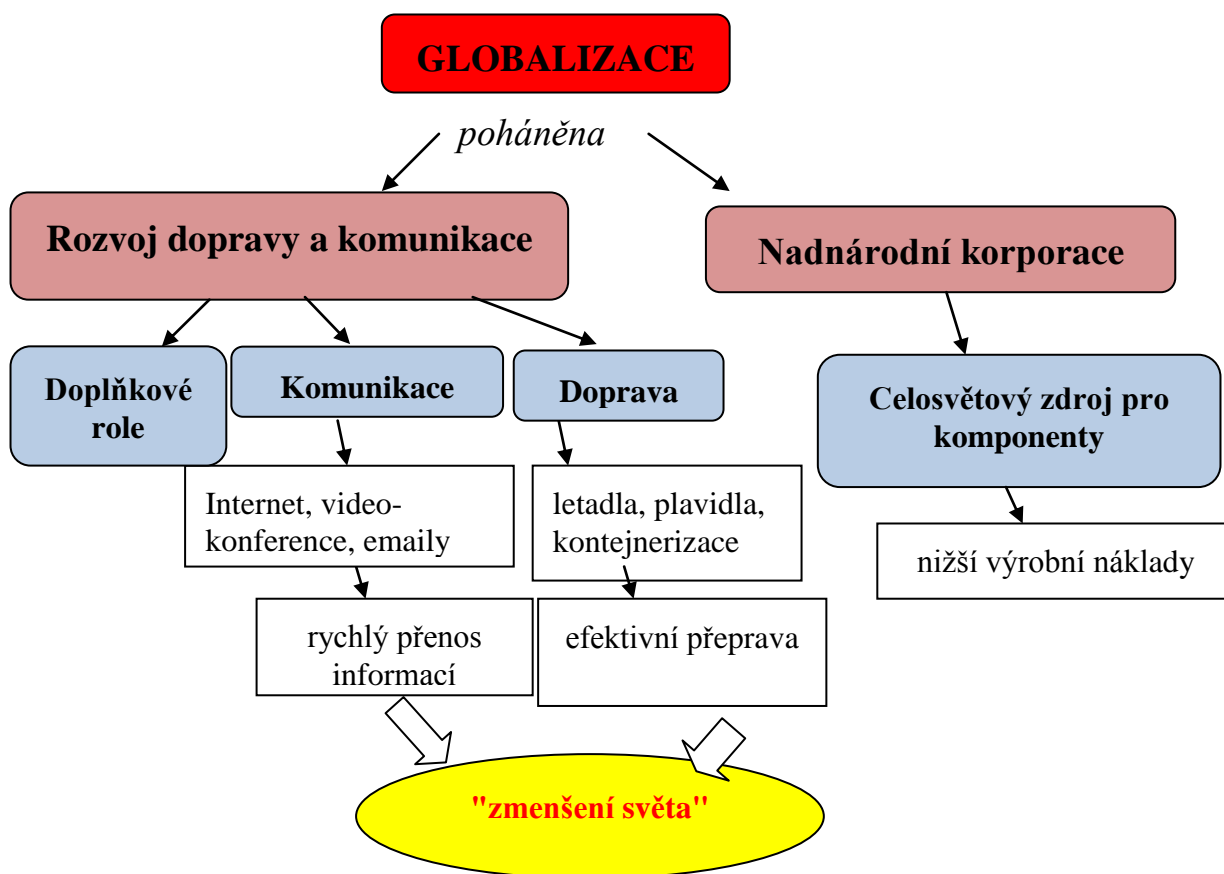 GLOBALIZACE
poháněna
Rozvoj dopravy a komunikace
Nadnárodní korporace
Doplňkové
role
Komunikace
Doprava
Celosvětový zdroj pro
komponenty
Internet, video-
konference, emaily
letadla, plavidla,
kontejnerizace
nižší výrobní náklady
rychlý přenos
informací
efektivní přeprava
"zmenšení světa"